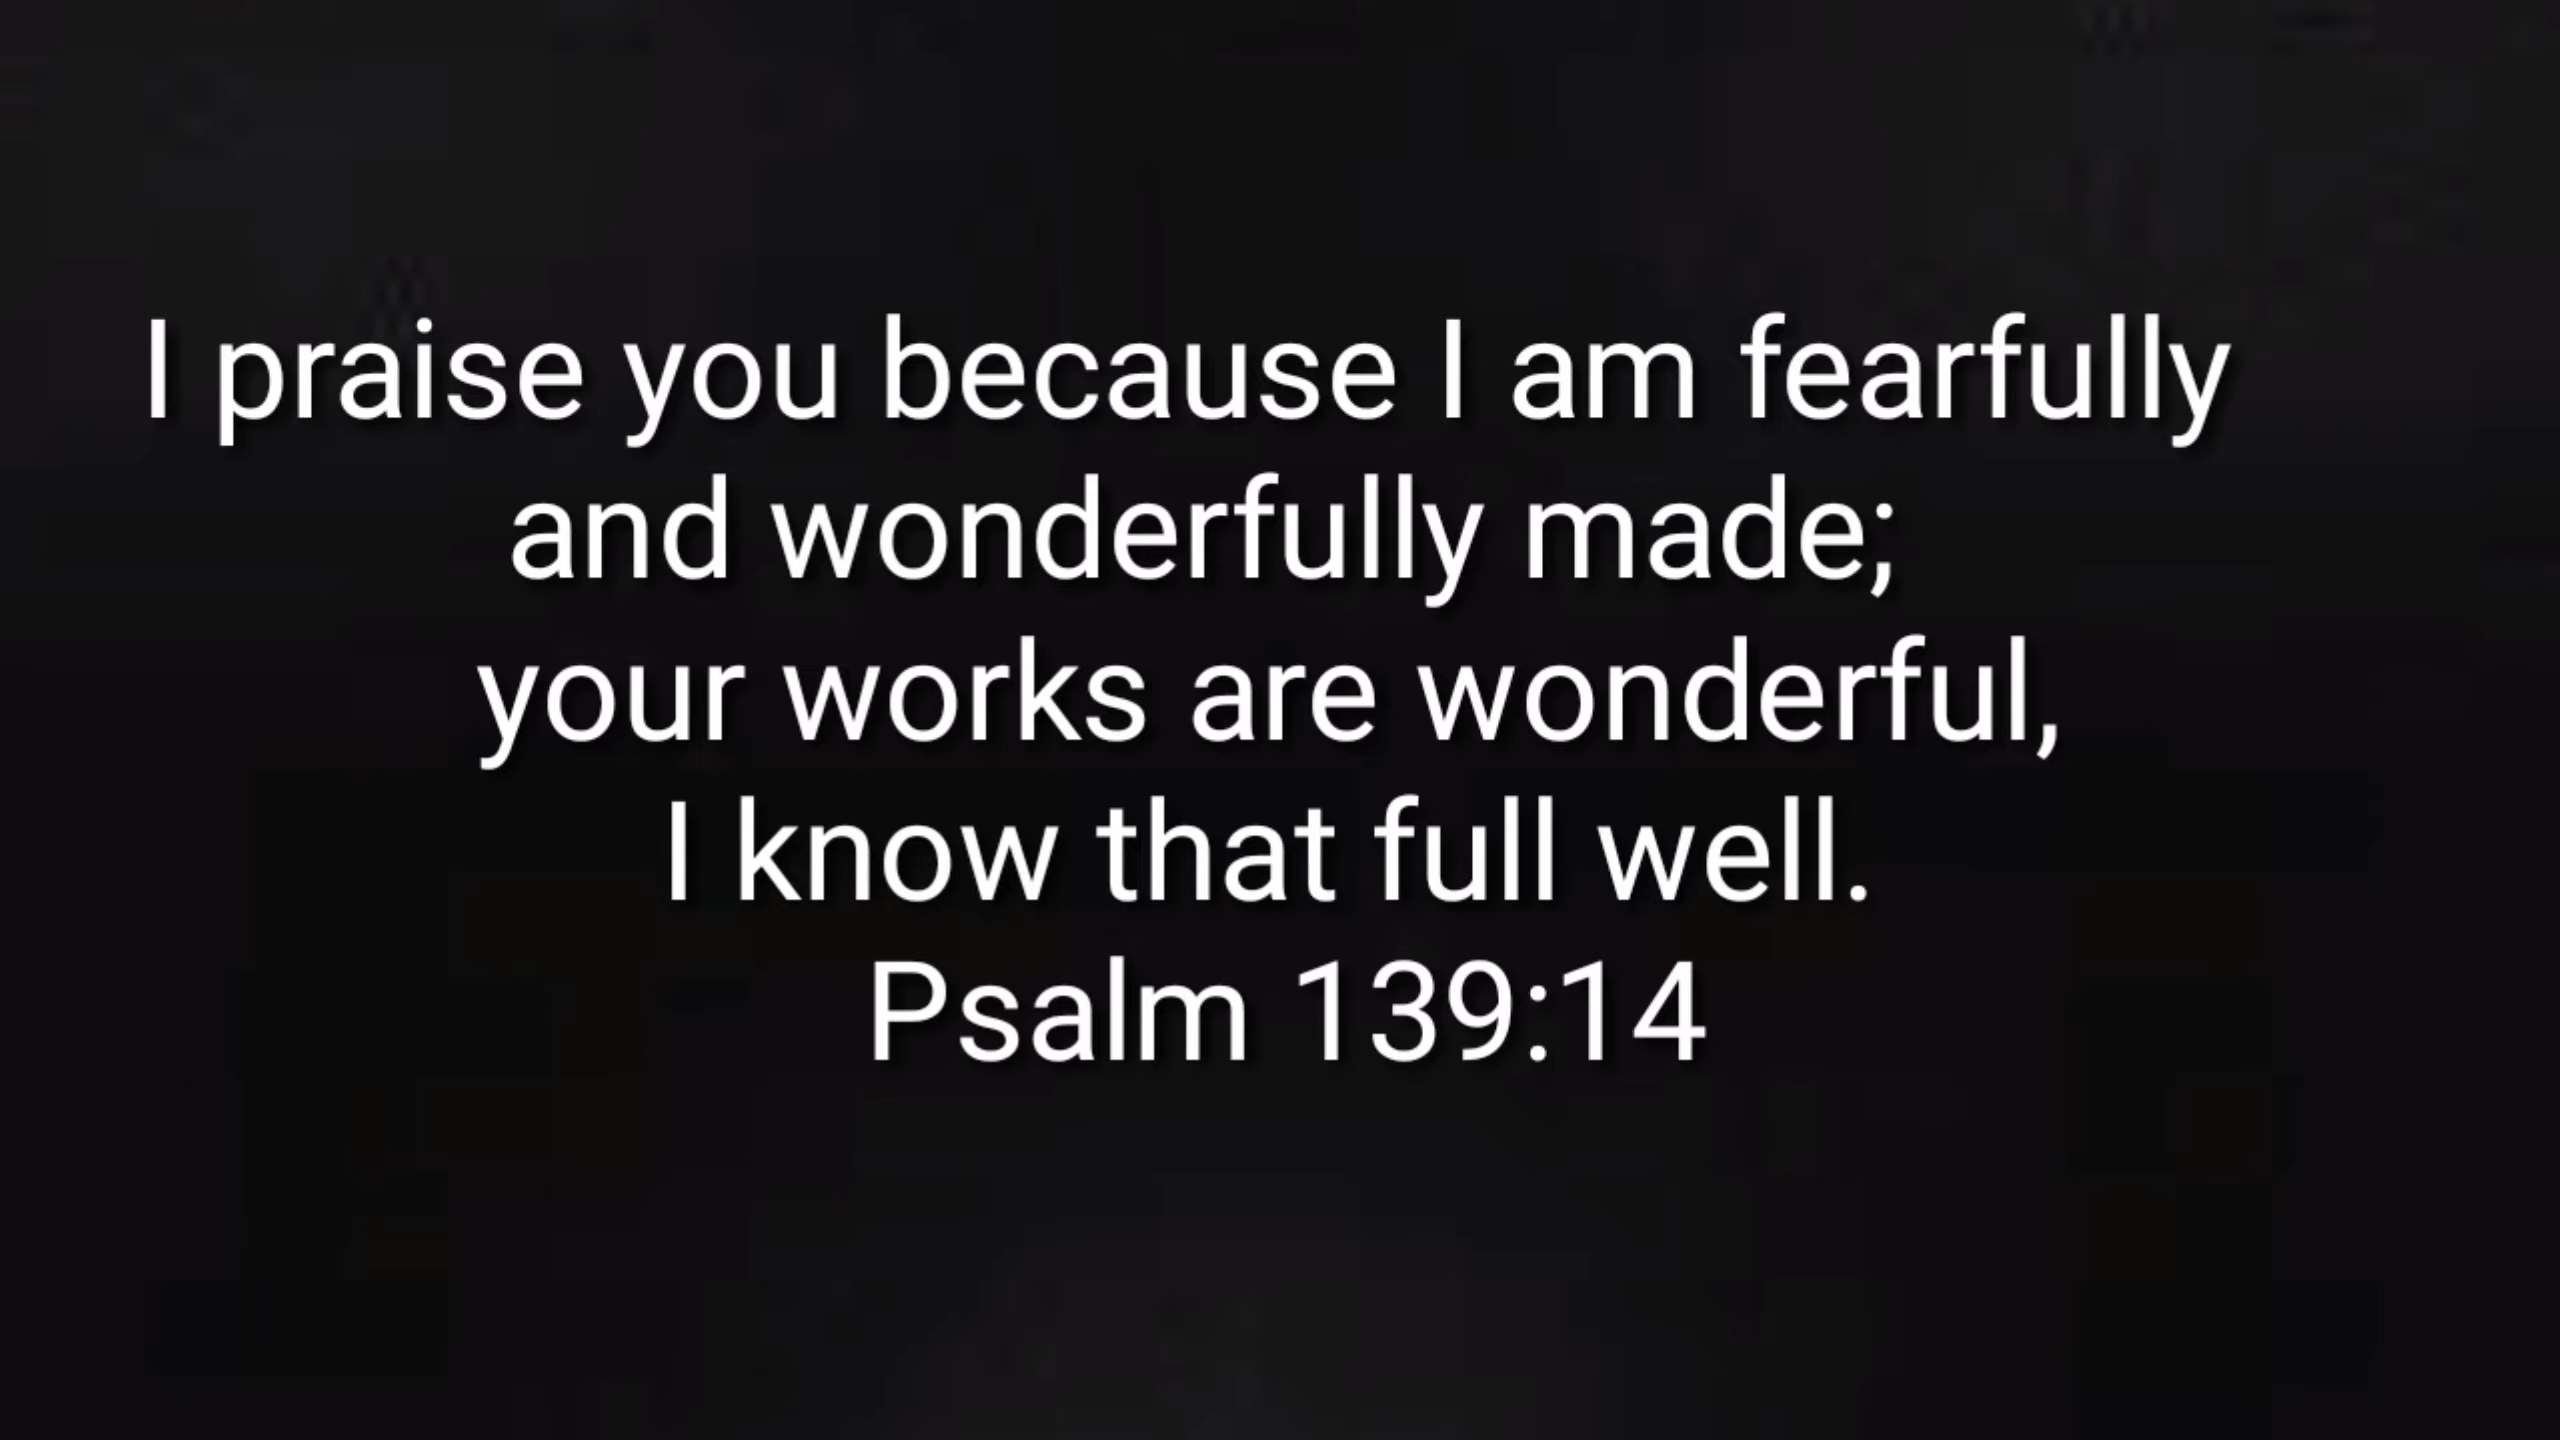 I praise you because I am fearfully
and wonderfully made;
your works are wonderful,
I know that full well.
Psalm 139:14